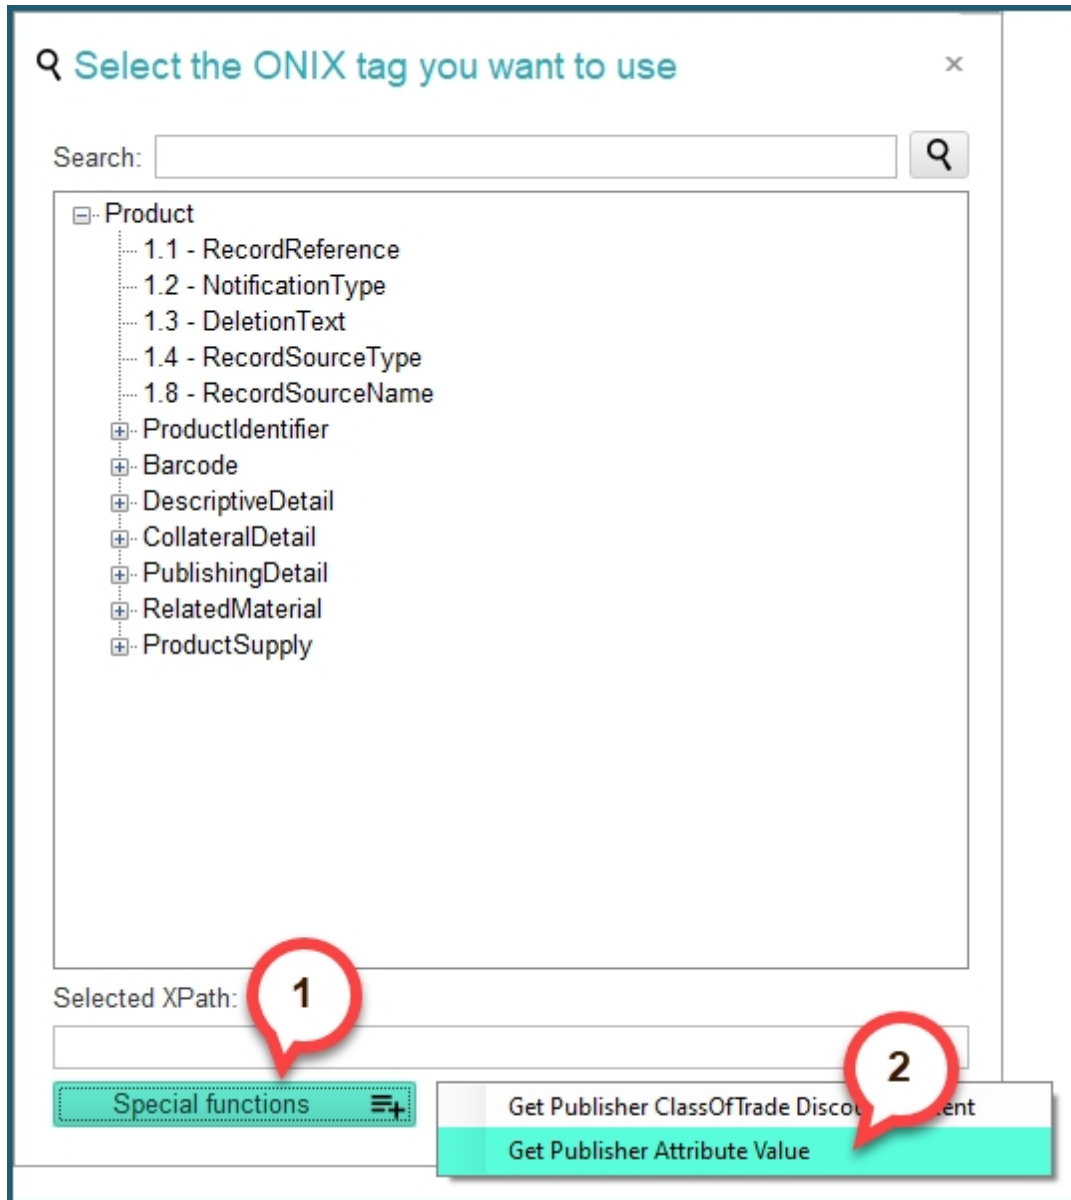 Select the ONIX tag you want to use
Search:
Product
1.1 - RecordReference
1.2 - NotificationType
1.3 - DeletionText
1.4 - RecordSourceType
1.8 - RecordSourceName
ProductIdentifier
Barcode
DescriptiveDetail
CollateralDetail
PublishingDetail
RelatedMaterial
ProductSupply
Selected XPath:
1
2
Special functions
Get Publisher ClassOfTrade
Get Publisher Attribute Value